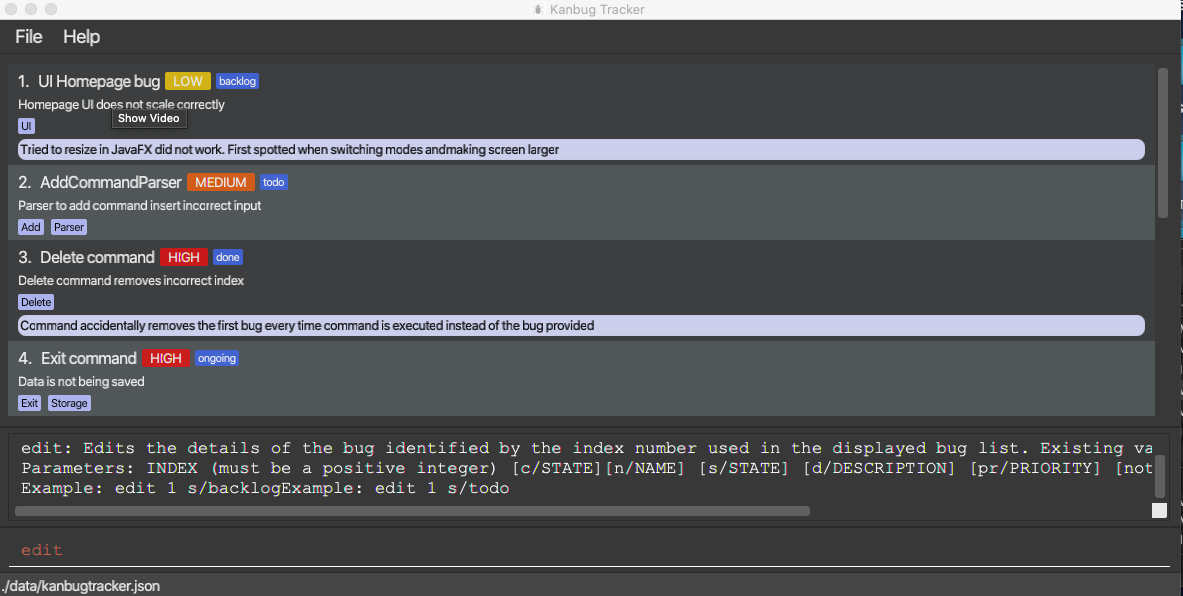 Kanbug Tracker
File Help
1. UI Homepage bug LOW backlog
Homepage UI does not scale correctly
Show Video
UI
Tried to resize in JavaFX did not work. First spotted when switching modes andmaking screen larger
2. AddCommandParser MEDIUM todo
Parser to add command insert incorrect input
Add Parser
3. Delete command HIGH done
Delete command removes incorrect index
Delete
Command accidentally removes the first bug every time command is executed instead of the bug provided
4. Exit command HIGH ongoing
Data is not being saved
Exit Storage
edit: Edits the details of the bug identified by the index number used in the displayed bug list. Existing va
Parameters: INDEX (must be a positive integer) [c/STATE][n/NAME] [s/STATE] [d/DESCRIPTION] [pr/PRIORITY] [not
Example: edit 1 s/backlogExample: edit 1 s/todo
edit
./data/kanbugtracker.json